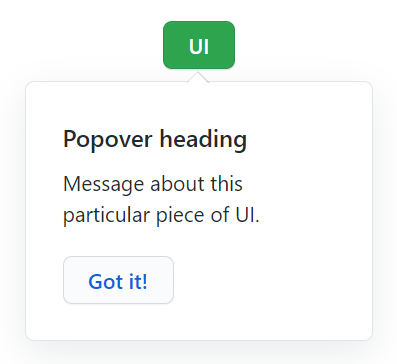 UI
Popover heading
Message about this
particular piece of UI.
Got it!